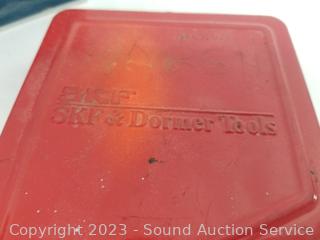 SKF
SKF & Dormer Tools
Copyright 2023 - Sound Auction Service